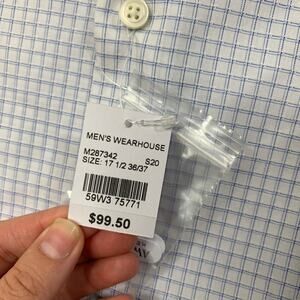 MEN'S WEARHOUSE
M287342 S20
SIZE: 17 1/2 36/37
59W3 75771
$99.50